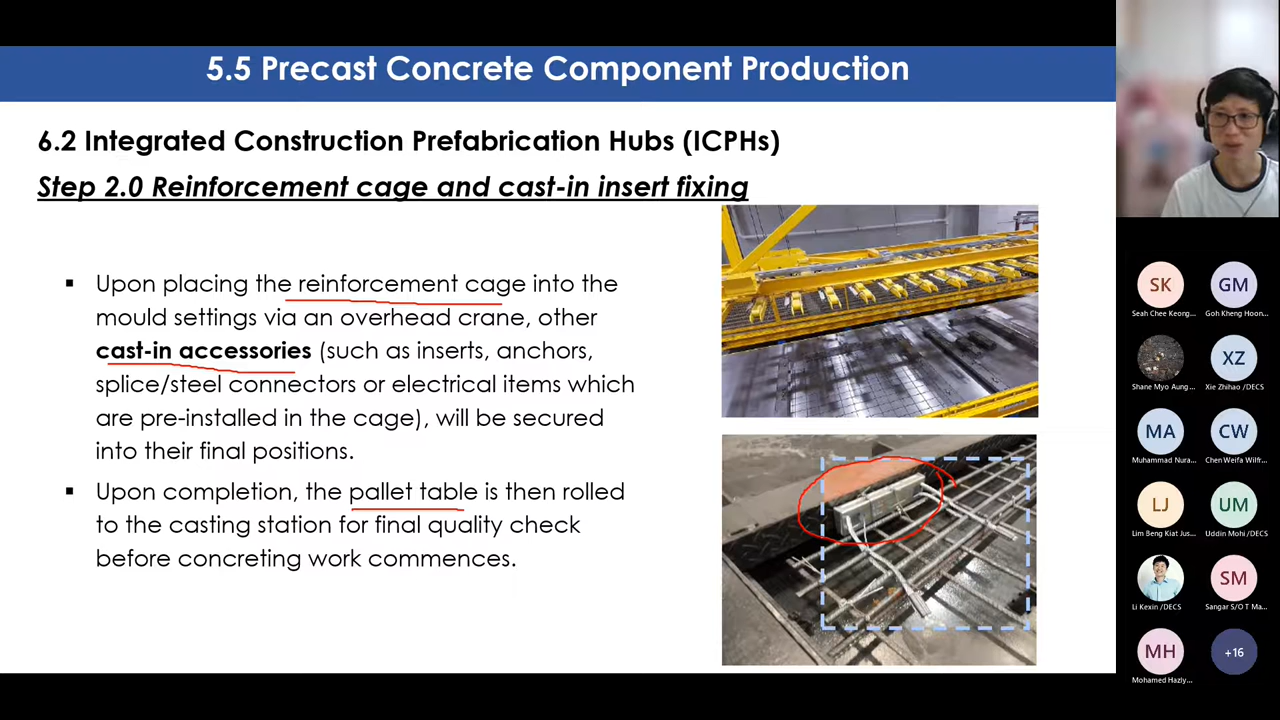 5.5 Precast Concrete Component Production
6.2 Integrated Construction Prefabrication Hubs (ICPHs)
Step 2.0 Reinforcement cage and cast-in insert fixing
▪ Upon placing the reinforcement cage into the
mould settings via an overhead crane, other
cast-in accessories (such as inserts, anchors,
splice/steel connectors or electrical items which
are pre-installed in the cage), will be secured
into their final positions.
▪ Upon completion, the pallet table is then rolled
to the casting station for final quality check
before concreting work commences.
SK
Seah Chee Keong...
GM
Goh Kheng Hoon...
Shane Myo Aung ...
XZ
Xie Zhihao /DECS
MA
Muhammad Nura...
CW
Chen Weifa Wilfr...
LJ
Lim Beng Kiat Jus...
UM
Uddin Mohi /DECS
Li Kexin /DECS
SM
Sangar S/O T Ma...
MH
Mohamed Hazly...
+16